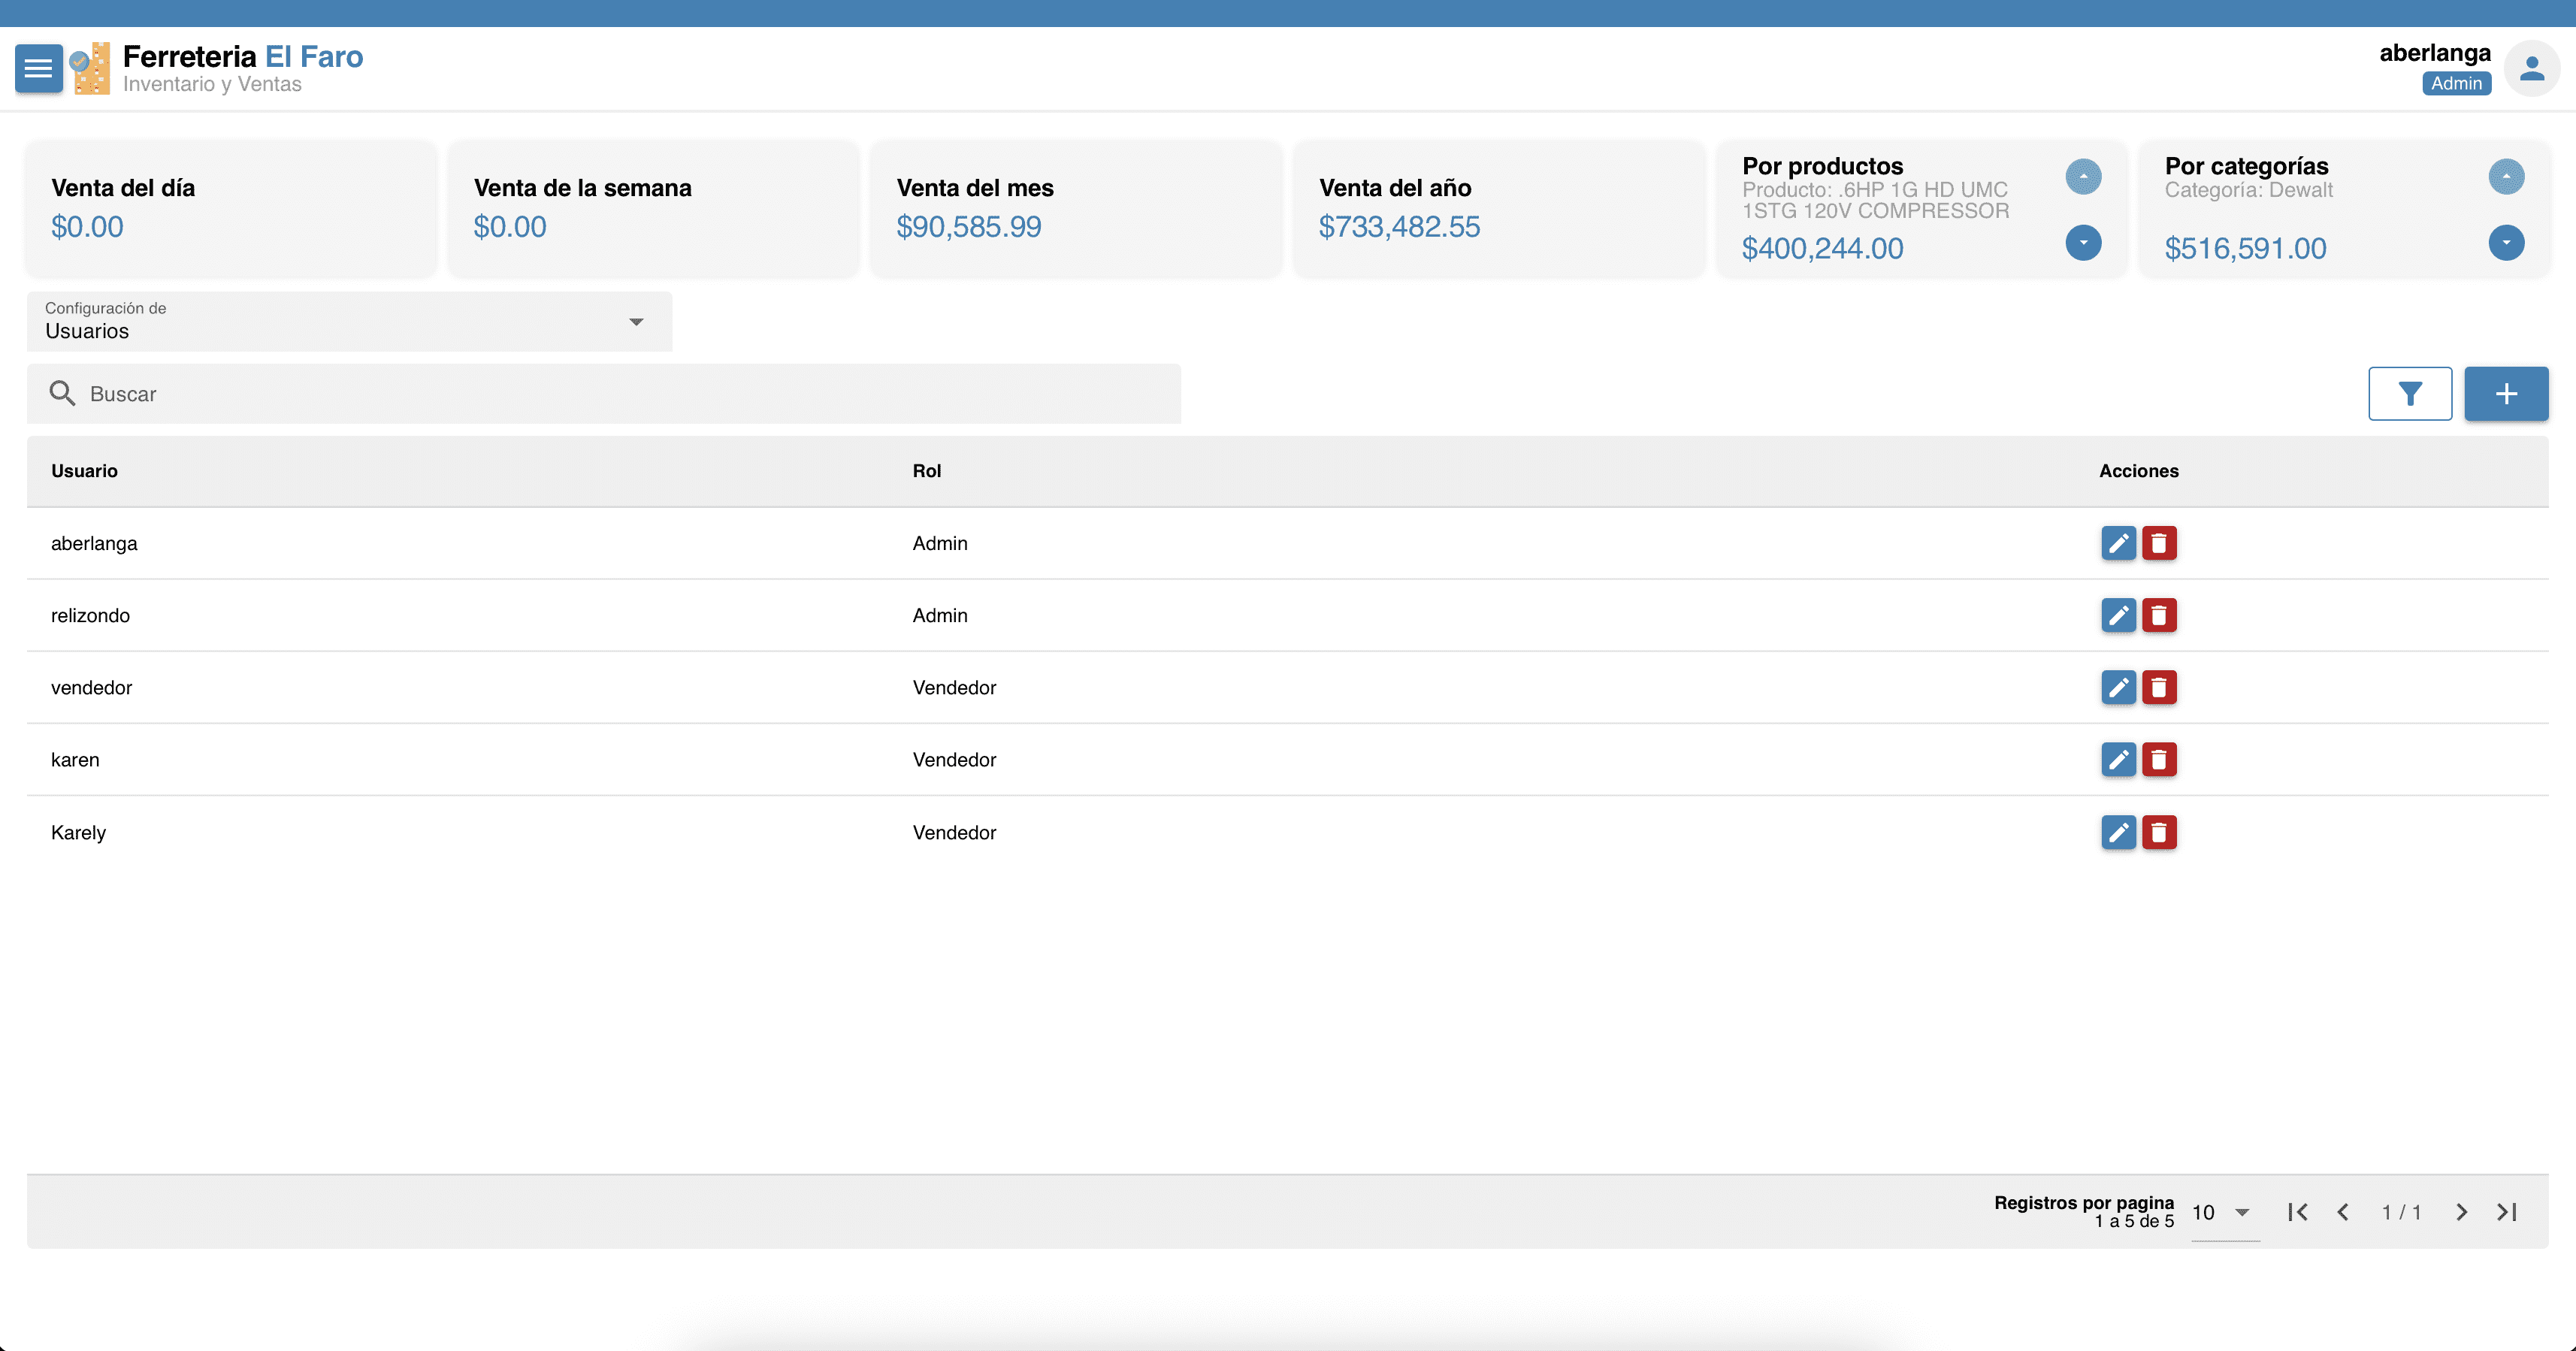 Ferreteria El Faro
Inventario y Ventas
aberlanga
Admin
Venta del día
$0.00
Venta de la semana
$0.00
Venta del mes
$90,585.99
Venta del año
$733,482.55
Por productos
Producto: .6HP 1G HD UMC
1STG 120V COMPRESSOR
$400,244.00
Por categorías
Categoría: Dewalt
$516,591.00
Configuración de
Usuarios
Buscar
Usuario Rol Acciones
aberlanga Admin
relizondo Admin
vendedor Vendedor
karen Vendedor
Karely Vendedor
Registros por pagina
1 a 5 de 5
10
1 / 1